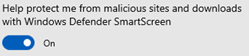 Help protect me from malicious sites and downloads
with Windows Defender SmartScreen
On